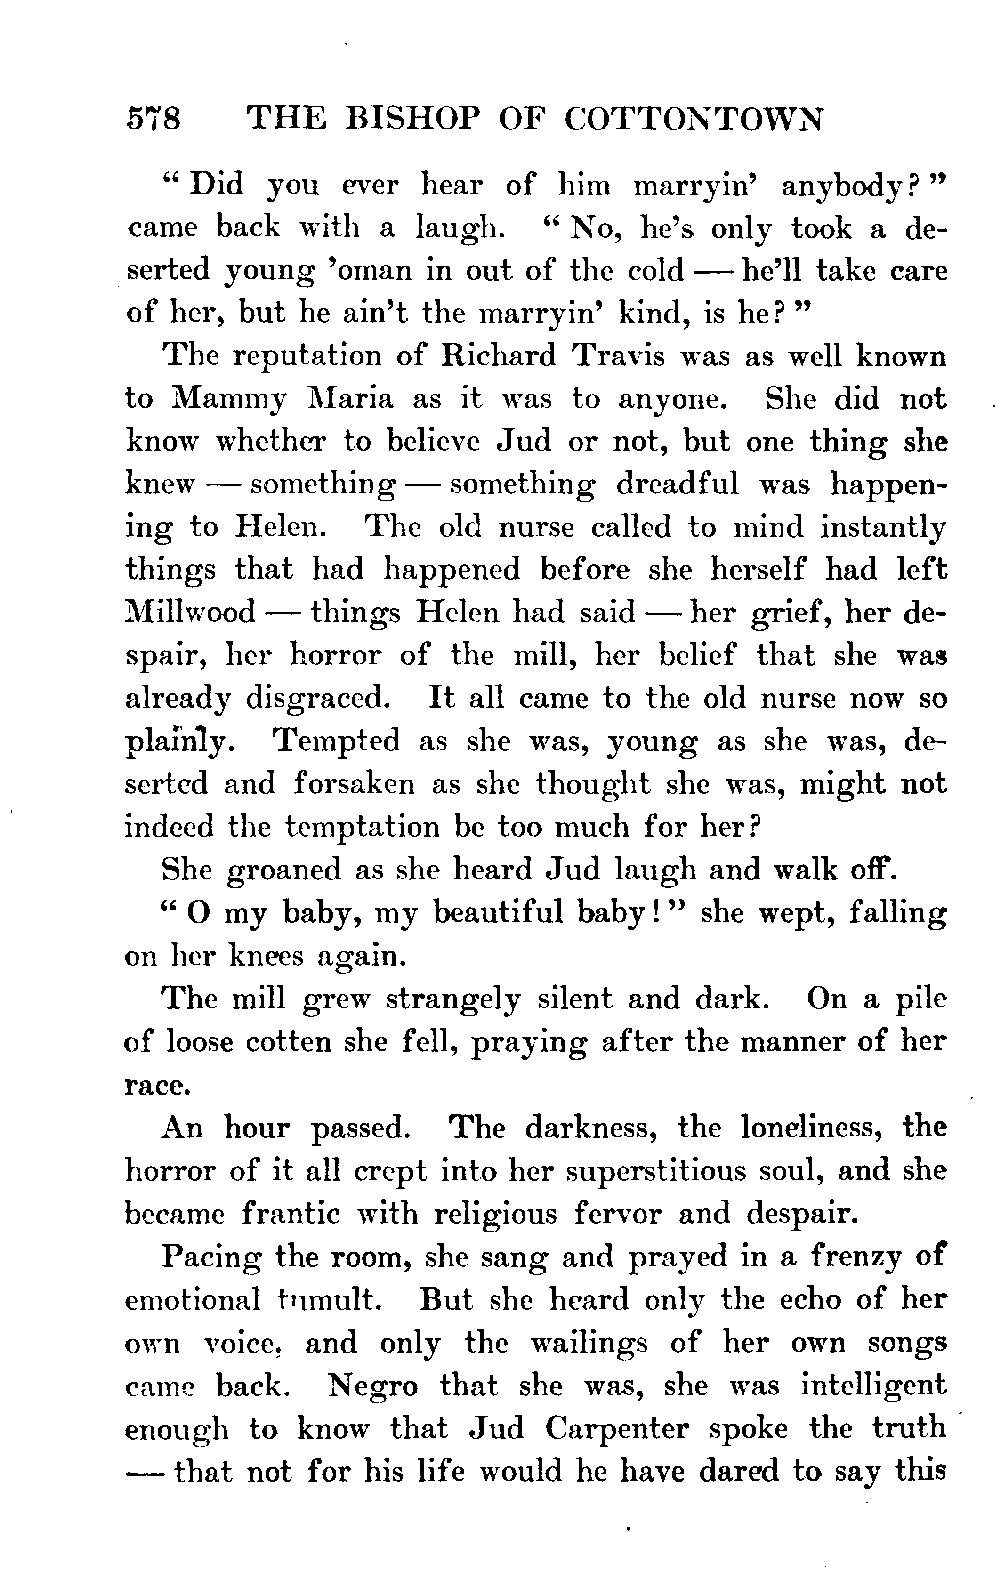 578 THE BISHOP OF COTTONTOWN
“ Did you ever hear of him marryin’ anybody? ”
came back with a laugh. “ No, he’s only took a de-
serted young ’oman in out of the cold — he’ll take care
of her, but he ain’t the marryin’ kind, is he? ”
The reputation of Richard Travis was as well known
to Mammy Maria as it was to anyone. She did not
know whether to believe Jud or not, but one thing she
knew — something — something dreadful was happen-
ing to Helen. The old nurse called to mind instantly
things that had happened before she herself had left
Millwood — things Helen had said — her grief, her de-
spair, her horror of the mill, her belief that she was
already disgraced. It all came to the old nurse now so
plainly. Tempted as she was, young as she was, de-
serted and forsaken as she thought she was, might not
indeed the temptation be too much for her?
She groaned as she heard Jud laugh and walk off.
“ O my baby, my beautiful baby! ” she wept, falling
on her knees again.
The mill grew strangely silent and dark. On a pile
of loose cotten she fell, praying after the manner of her
race.
An hour passed. The darkness, the loneliness, the
horror of it all crept into her superstitious soul, and she
became frantic with religious fervor and despair.
Pacing the room, she sang and prayed in a frenzy of
emotional tumult. But she heard only the echo of her
own voice, and only the wailings of her own songs
came back. Negro that she was, she was intelligent
enough to know that Jud Carpenter spoke the truth
— that not for his life would he have dared to say this